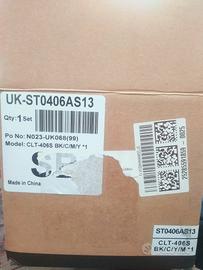 UK-ST0406AS13
Qty: 1 Set
Po No: N023-UK088(99)
Model: CLT-406S BK/C/M/Y *1
Made in China
ST0406AS13
CLT-406S
BK/C/M/Y*1